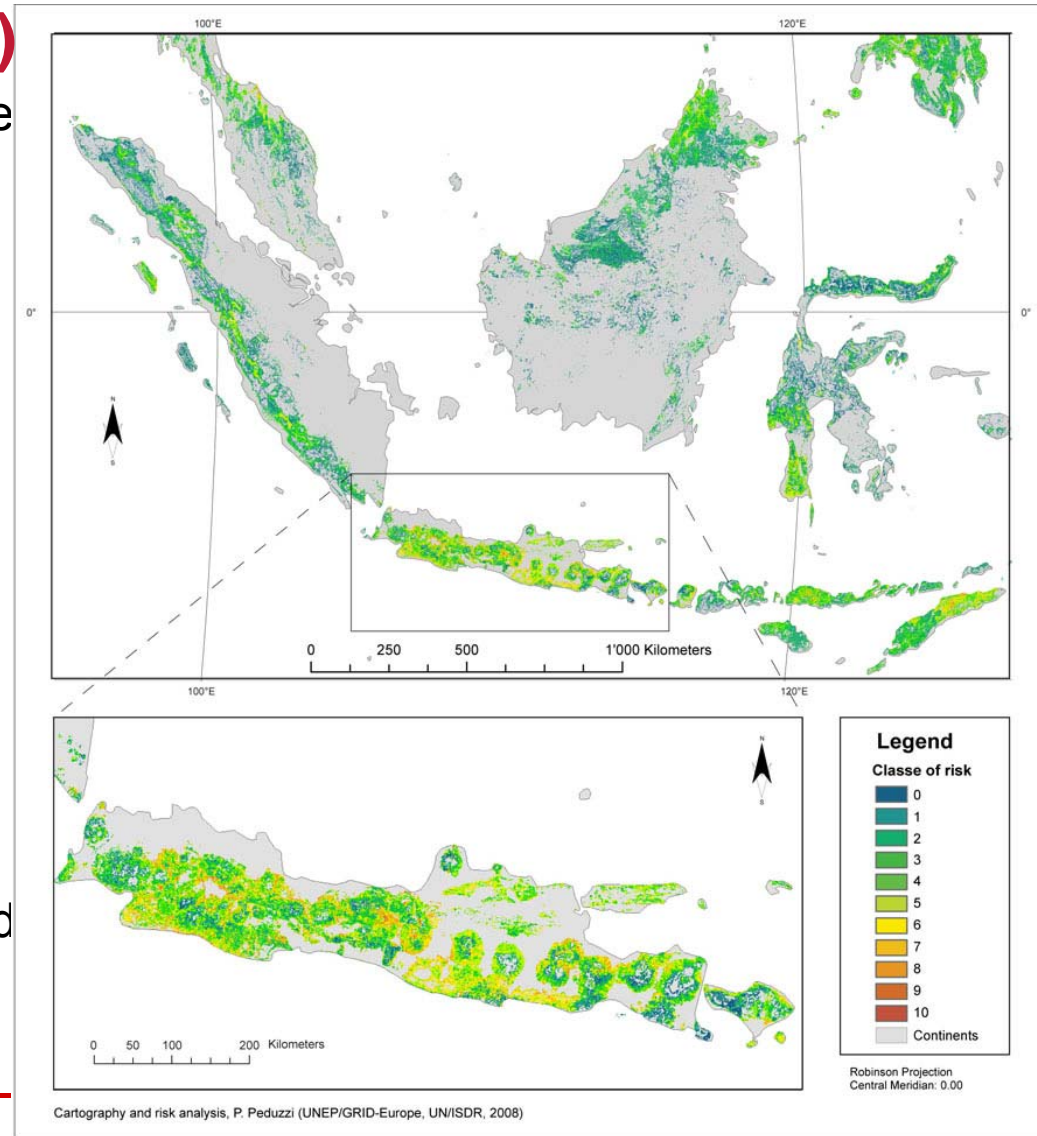 )
e
d
100°E 120°E
0° 0°
N
S
0 250 500 1'000 Kilometers
100°E 120°E
N
S
0 50 100 200 Kilometers
Legend
Classe of risk
0
1
2
3
4
5
6
7
8
9
10
Continents
Robinson Projection
Central Meridian: 0.00
Cartography and risk analysis, P. Peduzzi (UNEP/GRID-Europe, UN/ISDR, 2008)